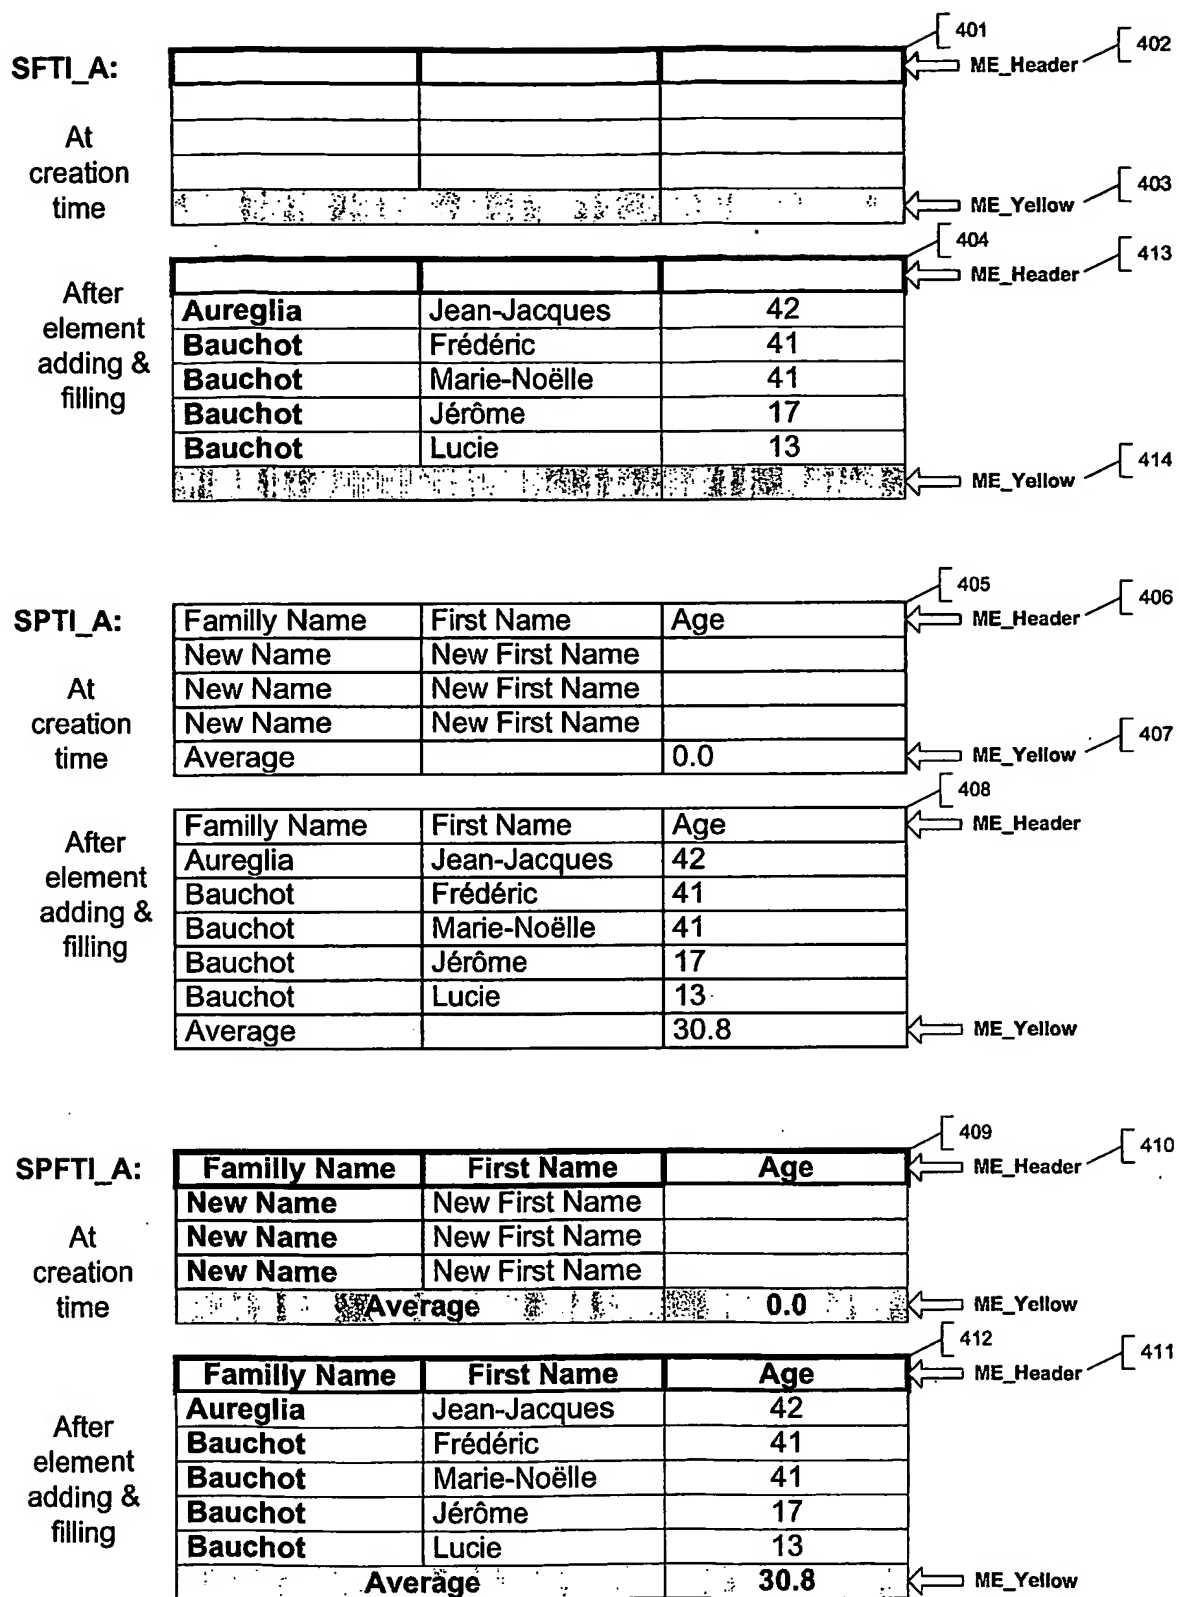 401
402
SFTI_A:
ME_Header
At
creation
time
403
ME_Yellow
404
413
ME_Header
After
element
adding &
filling
Aureglia Jean-Jacques 42
Bauchot Frédéric 41
Bauchot Marie-Noëlle 41
Bauchot Jérôme 17
Bauchot Lucie 13
414
ME_Yellow
405
406
SPTI_A:
Familly Name First Name Age
ME_Header
New Name New First Name
New Name New First Name
New Name New First Name
At
creation
time
407
Average 0.0
ME_Yellow
408
Familly Name First Name Age
ME_Header
After
element
adding &
filling
Aureglia Jean-Jacques 42
Bauchot Frédéric 41
Bauchot Marie-Noëlle 41
Bauchot Jérôme 17
Bauchot Lucie 13
Average 30.8
ME_Yellow
409
410
SPFTI_A:
Familly Name First Name Age
ME_Header
New Name New First Name
New Name New First Name
New Name New First Name
At
creation
time
Average 0.0
ME_Yellow
412
411
Familly Name First Name Age
ME_Header
After
element
adding &
filling
Aureglia Jean-Jacques 42
Bauchot Frédéric 41
Bauchot Marie-Noëlle 41
Bauchot Jérôme 17
Bauchot Lucie 13
Average 30.8
ME_Yellow